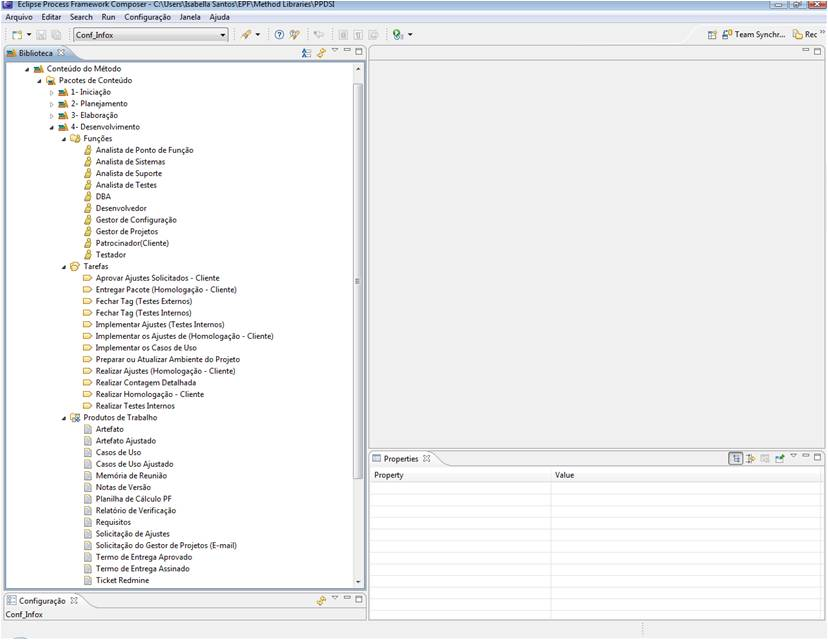 Eclipse Process Framework Composer - C:\Users\Isabella Santos\EPF\Method Libraries\PPDSI
Arquivo Editar Search Run Configuração Janela Ajuda
Conf_Infox
Team Synchr...
Rec
Biblioteca
Conteúdo do Método
Pacotes de Conteúdo
1- Iniciação
2- Planejamento
3- Elaboração
4- Desenvolvimento
Funções
Analista de Ponto de Função
Analista de Sistemas
Analista de Suporte
Analista de Testes
DBA
Desenvolvedor
Gestor de Configuração
Gestor de Projetos
Patrocinador(Cliente)
Testador
Tarefas
Aprovar Ajustes Solicitados - Cliente
Entregar Pacote (Homologação - Cliente)
Fechar Tag (Testes Externos)
Fechar Tag (Testes Internos)
Implementar Ajustes (Testes Internos)
Implementar os Ajustes de (Homologação - Cliente)
Implementar os Casos de Uso
Preparar ou Atualizar Ambiente do Projeto
Realizar Ajustes (Homologação - Cliente)
Realizar Contagem Detalhada
Realizar Homologação - Cliente
Realizar Testes Internos
Produtos de Trabalho
Artefato
Artefato Ajustado
Casos de Uso
Casos de Uso Ajustado
Memória de Reunião
Notas de Versão
Planilha de Cálculo PF
Relatório de Verificação
Requisitos
Solicitação de Ajustes
Solicitação do Gestor de Projetos (E-mail)
Termo de Entrega Aprovado
Termo de Entrega Assinado
Ticket Redmine
Properties
Property Value
Configuração
Conf_Infox